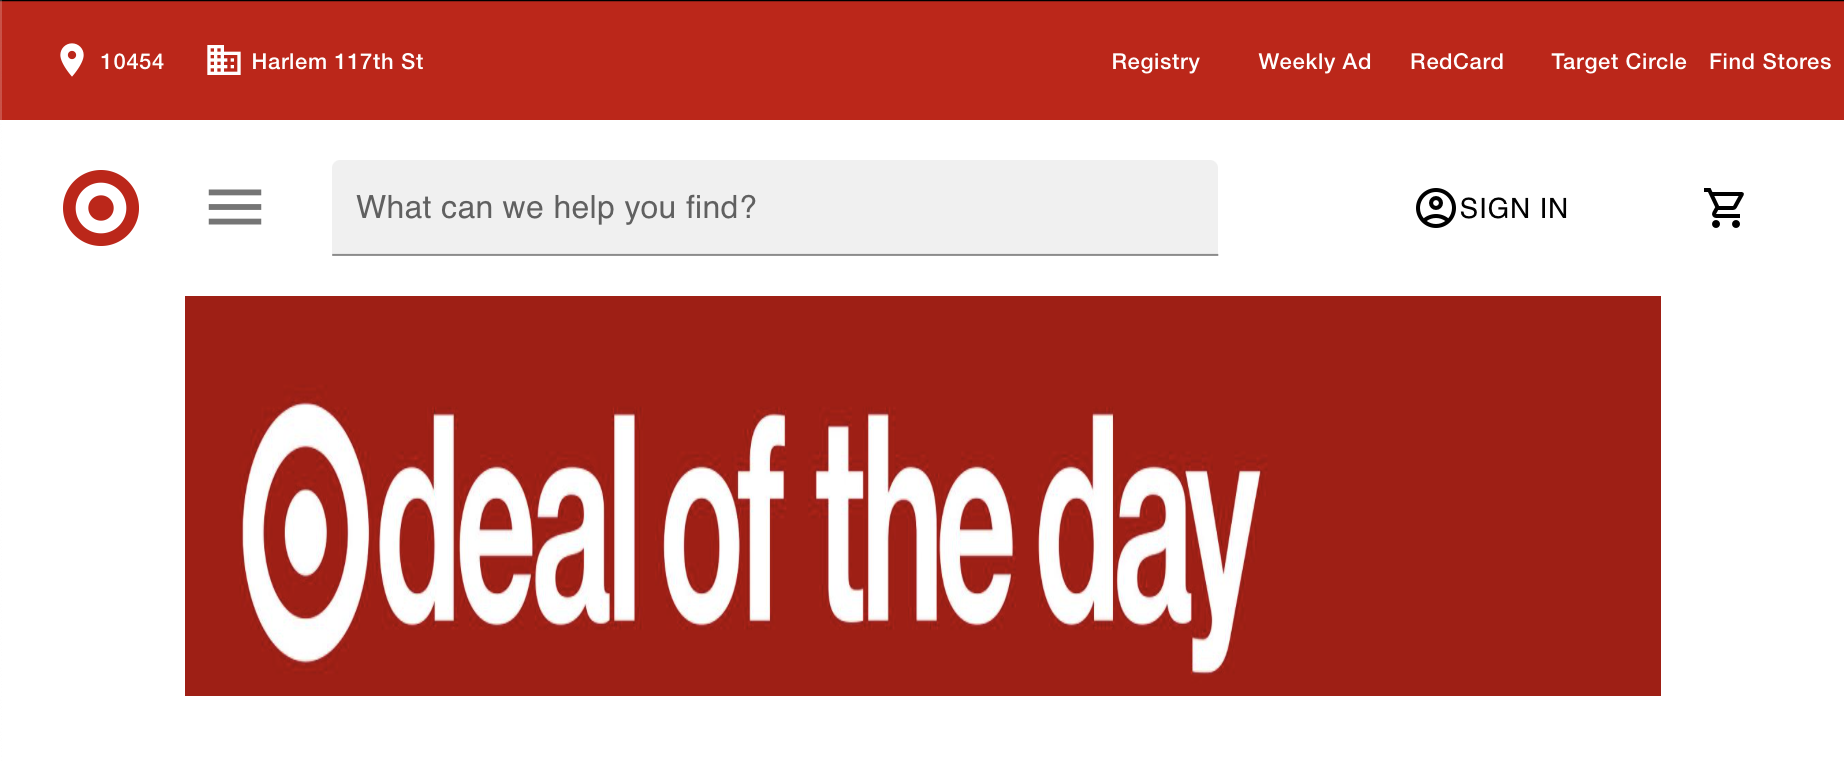 10454 Harlem 117th St Registry Weekly Ad RedCard Target Circle Find Stores
What can we help you find? SIGN IN
deal of the day